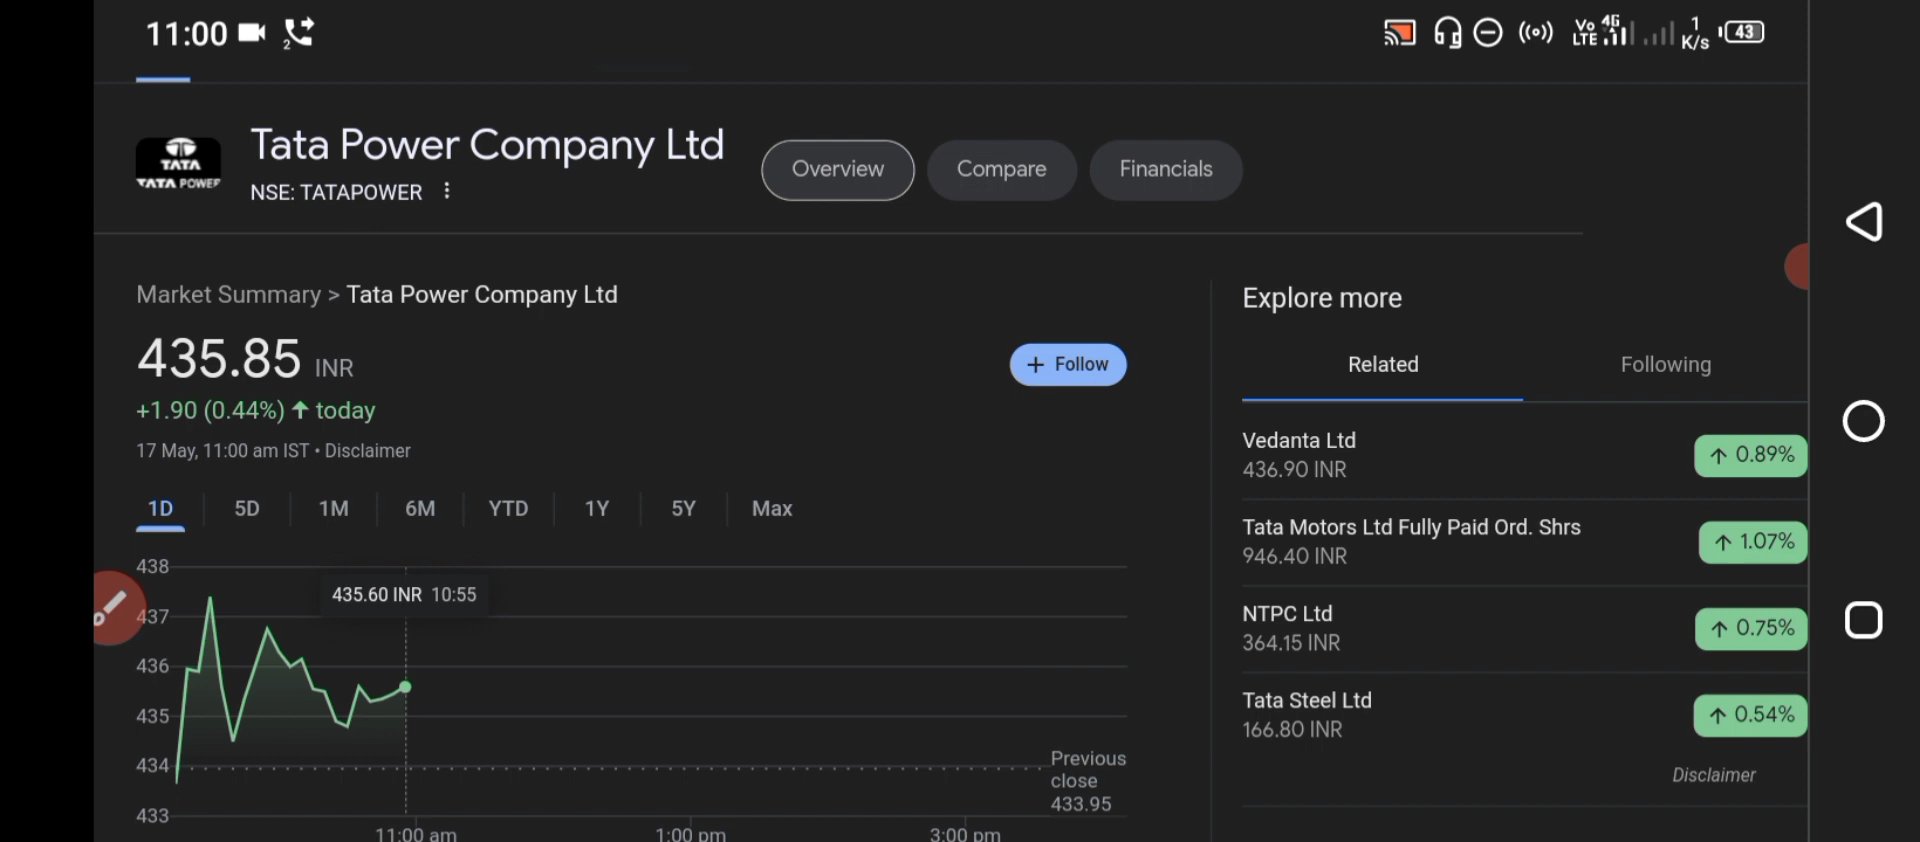 11:00
2
Vo LTE 4G
1 K/s
43
TATA
TATA POWER
Tata Power Company Ltd
NSE: TATAPOWER
Overview
Compare
Financials
Market Summary > Tata Power Company Ltd
435.85 INR
+ Follow
+1.90 (0.44%) ↑ today
17 May, 11:00 am IST • Disclaimer
1D
5D
1M
6M
YTD
1Y
5Y
Max
438
437
436
435
434
433
435.60 INR 10:55
Previous
close
433.95
11:00 am
1:00 pm
3:00 pm
Explore more
Related
Following
Vedanta Ltd
436.90 INR
↑ 0.89%
Tata Motors Ltd Fully Paid Ord. Shrs
946.40 INR
↑ 1.07%
NTPC Ltd
364.15 INR
↑ 0.75%
Tata Steel Ltd
166.80 INR
↑ 0.54%
Disclaimer